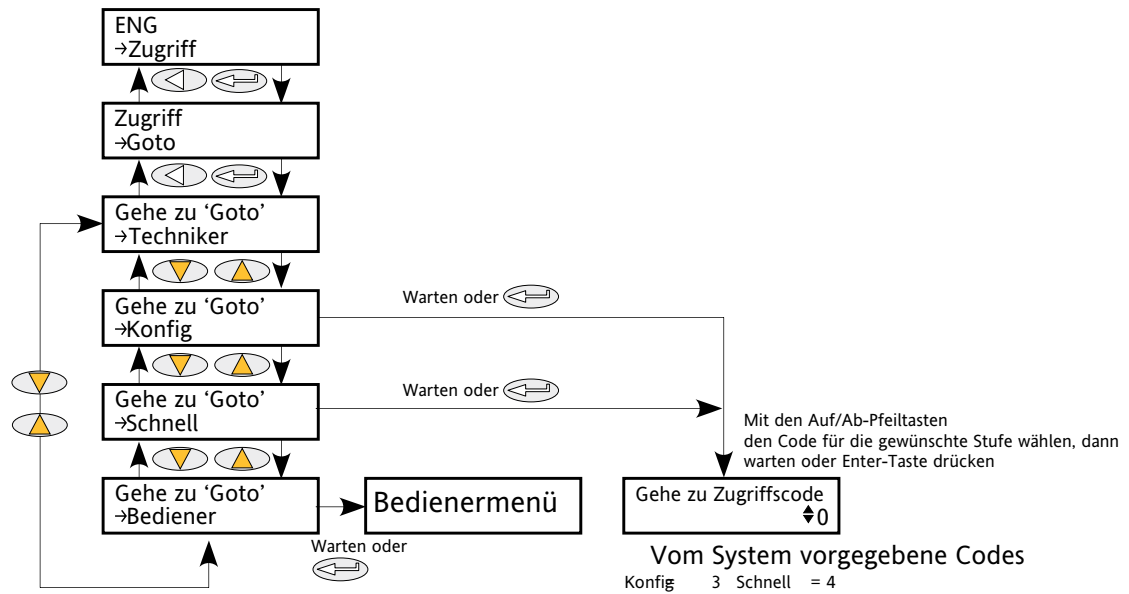 ENG
→Zugriff
Zugriff
→Goto
Gehe zu ‘Goto’
→Techniker
Gehe zu ‘Goto’
→Konfig
Warten oder
Gehe zu ‘Goto’
→Schnell
Warten oder
Mit den Auf/Ab-Pfeiltasten
den Code für die gewünschte Stufe wählen, dann
warten oder Enter-Taste drücken
Gehe zu ‘Goto’
→Bediener
Bedienermenü
Warten oder
Gehe zu Zugriffscode
0
Vom System vorgegebene Codes
Konfig= 3 Schnell = 4